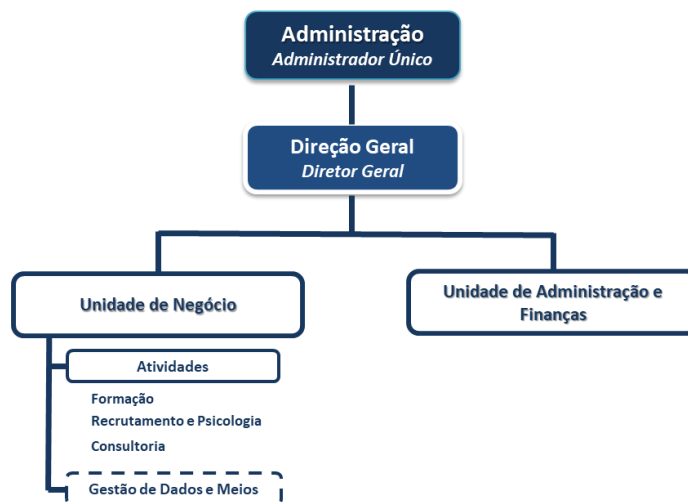 Administração
Administrador Único
Direção Geral
Diretor Geral
Unidade de Negócio
Unidade de Administração e
Finanças
Atividades
Formação
Recrutamento e Psicologia
Consultoria
Gestão de Dados e Meios